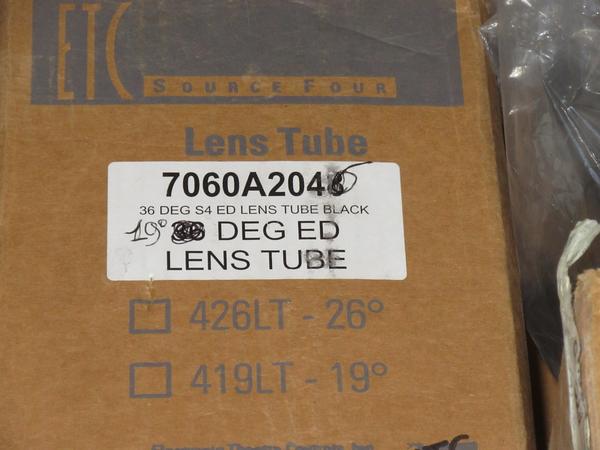 ETC
SOURCE FOUR
Lens Tube
7060A204
36 DEG S4 ED LENS TUBE BLACK
19° DEG ED
LENS TUBE
426LT - 26°
419LT - 19°